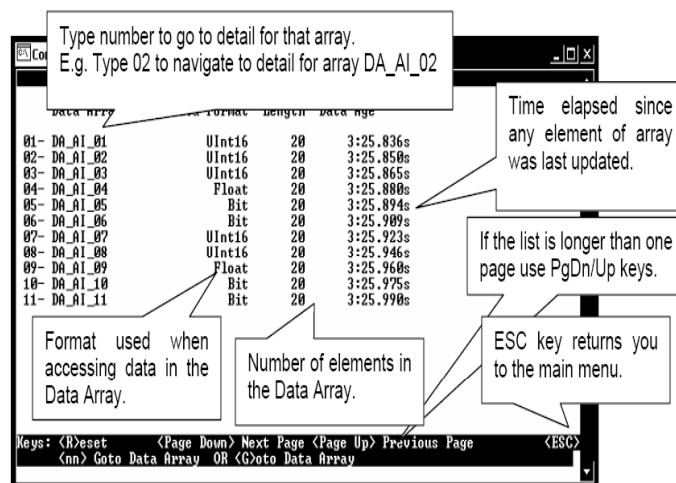 Type number to go to detail for that array.
E.g. Type 02 to navigate to detail for array DA_AI_02
Co
Data Arra Format Length Data Age
01- DA_AI_01 UInt16 20 3:25.836s
02- DA_AI_02 UInt16 20 3:25.850s
03- DA_AI_03 UInt16 20 3:25.865s
04- DA_AI_04 Float 20 3:25.880s
05- DA_AI_05 Bit 20 3:25.894s
06- DA_AI_06 Bit 20 3:25.909s
07- DA_AI_07 UInt16 20 3:25.923s
08- DA_AI_08 UInt16 20 3:25.946s
09- DA_AI_09 Float 20 3:25.960s
10- DA_AI_10 Bit 20 3:25.975s
11- DA_AI_11 Bit 20 3:25.990s
Time elapsed since
any element of array
was last updated.
If the list is longer than one
page use PgDn/Up keys.
Format used when
accessing data in the
Data Array.
Number of elements in
the Data Array.
ESC key returns you
to the main menu.
Keys: <R>eset <Page Down> Next Page <Page Up> Previous Page <ESC>
<nn> Goto Data Array OR <G>oto Data Array